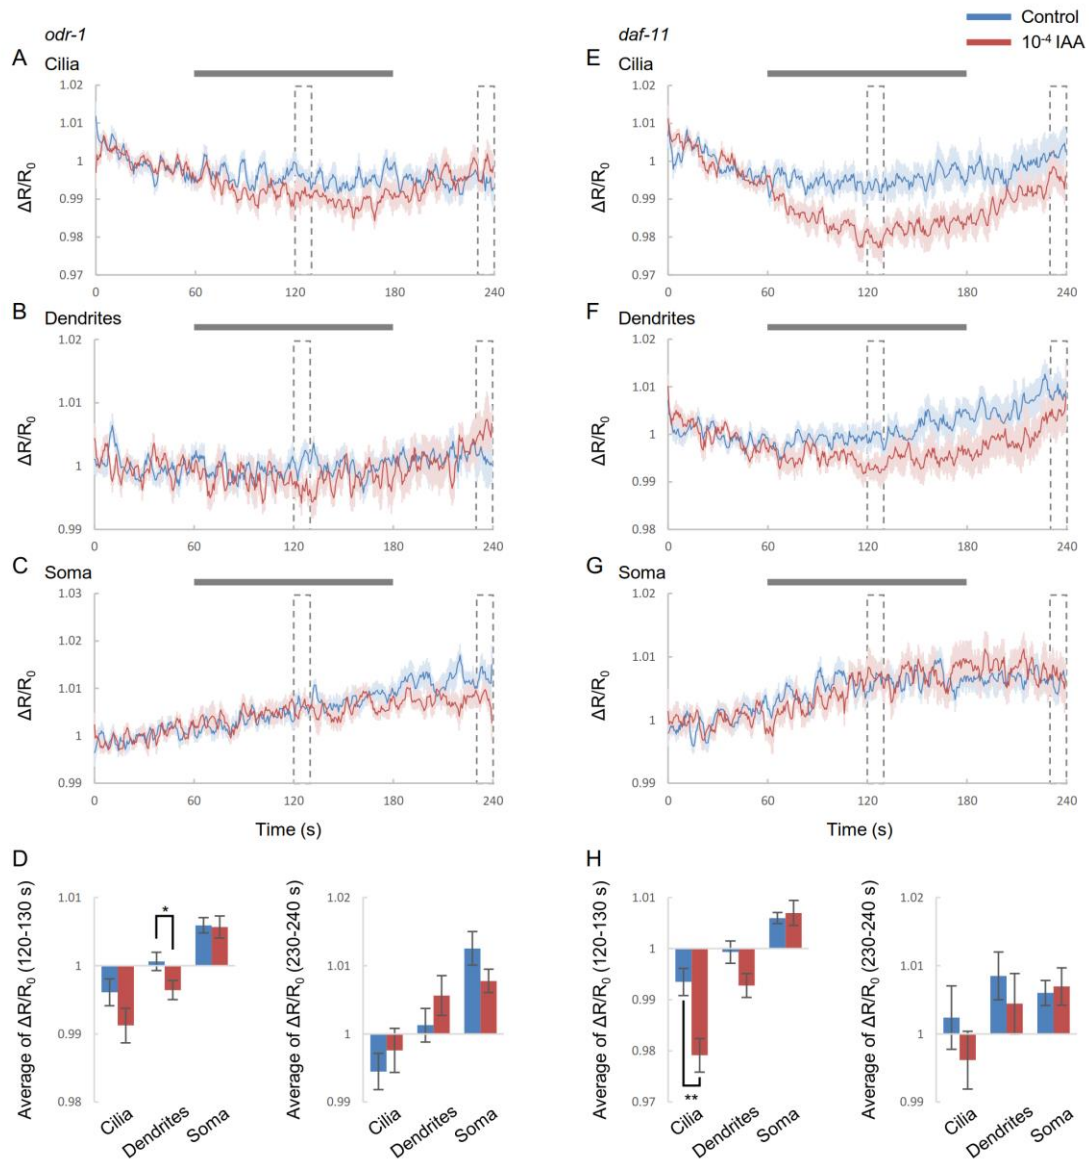 Control
10⁻⁴ IAA
odr-1
A
Cilia
1.02
1.01
1
0.99
0.98
0.97
ΔR/R₀
0 60 120 180 240
B
Dendrites
1.02
1.01
1
0.99
ΔR/R₀
0 60 120 180 240
C
Soma
1.03
1.02
1.01
1
0.99
ΔR/R₀
0 60 120 180 240
Time (s)
D
Average of ΔR/R₀ (120-130 s)
1.01
1
0.99
0.98
*
Cilia
Dendrites
Soma
Average of ΔR/R₀ (230-240 s)
1.02
1.01
1
0.99
Cilia
Dendrites
Soma
daf-11
E
Cilia
1.02
1.01
1
0.99
0.98
0.97
ΔR/R₀
0 60 120 180 240
F
Dendrites
1.02
1.01
1
0.99
0.98
ΔR/R₀
0 60 120 180 240
G
Soma
1.02
1.01
1
0.99
ΔR/R₀
0 60 120 180 240
Time (s)
H
Average of ΔR/R₀ (120-130 s)
1.01
1
0.99
0.98
0.97
**
Cilia
Dendrites
Soma
Average of ΔR/R₀ (230-240 s)
1.02
1.01
1
0.99
Cilia
Dendrites
Soma